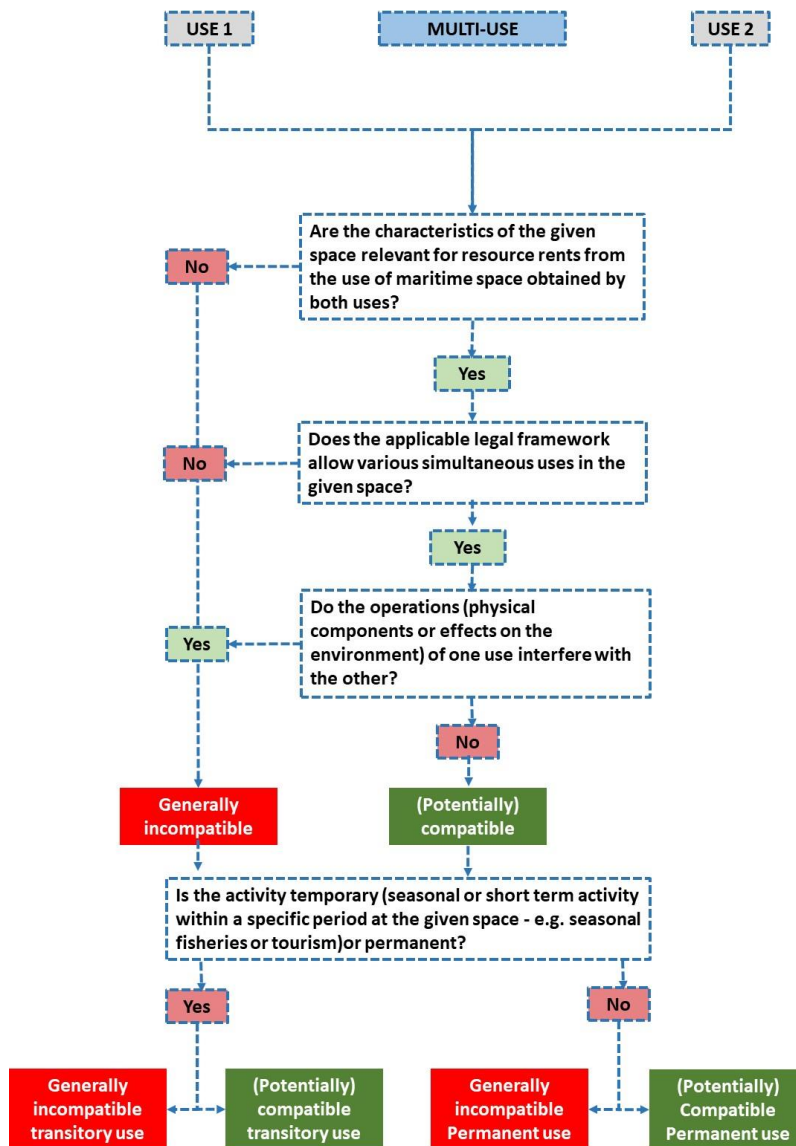 USE 1
MULTI-USE
USE 2
Are the characteristics of the given
space relevant for resource rents from
the use of maritime space obtained by
both uses?
No
Yes
Does the applicable legal framework
allow various simultaneous uses in the
given space?
No
Yes
Do the operations (physical
components or effects on the
environment) of one use interfere with
the other?
Yes
No
Generally
incompatible
(Potentially)
compatible
Is the activity temporary (seasonal or short term activity
within a specific period at the given space - e.g. seasonal
fisheries or tourism)or permanent?
Yes
No
Generally
incompatible
transitory use
(Potentially)
compatible
transitory use
Generally
incompatible
Permanent use
(Potentially)
Compatible
Permanent use